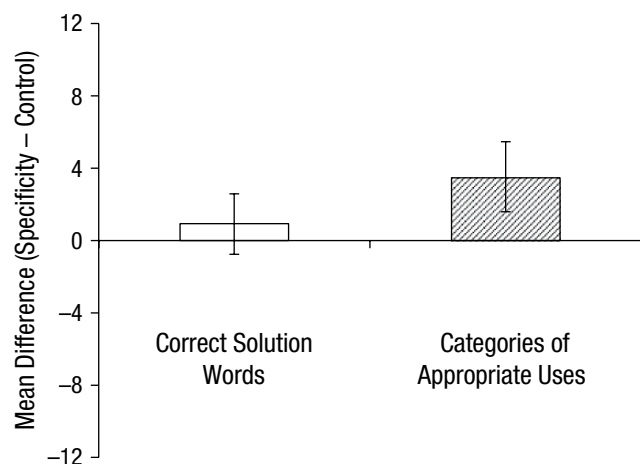 12
8
4
0
–4
–8
–12
Mean Difference (Specificity – Control)
Correct Solution
Words
Categories of
Appropriate Uses